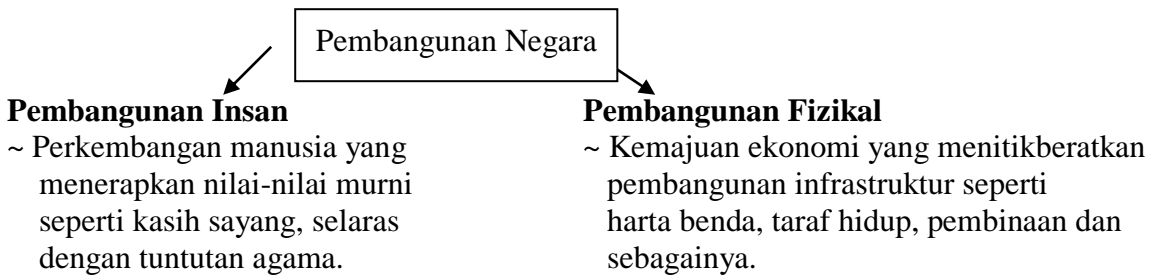 Pembangunan Negara
Pembangunan Insan
~ Perkembangan manusia yang
menerapkan nilai-nilai murni
seperti kasih sayang, selaras
dengan tuntutan agama.
Pembangunan Fizikal
~ Kemajuan ekonomi yang menitikberatkan
pembangunan infrastruktur seperti
harta benda, taraf hidup, pembinaan dan
sebagainya.